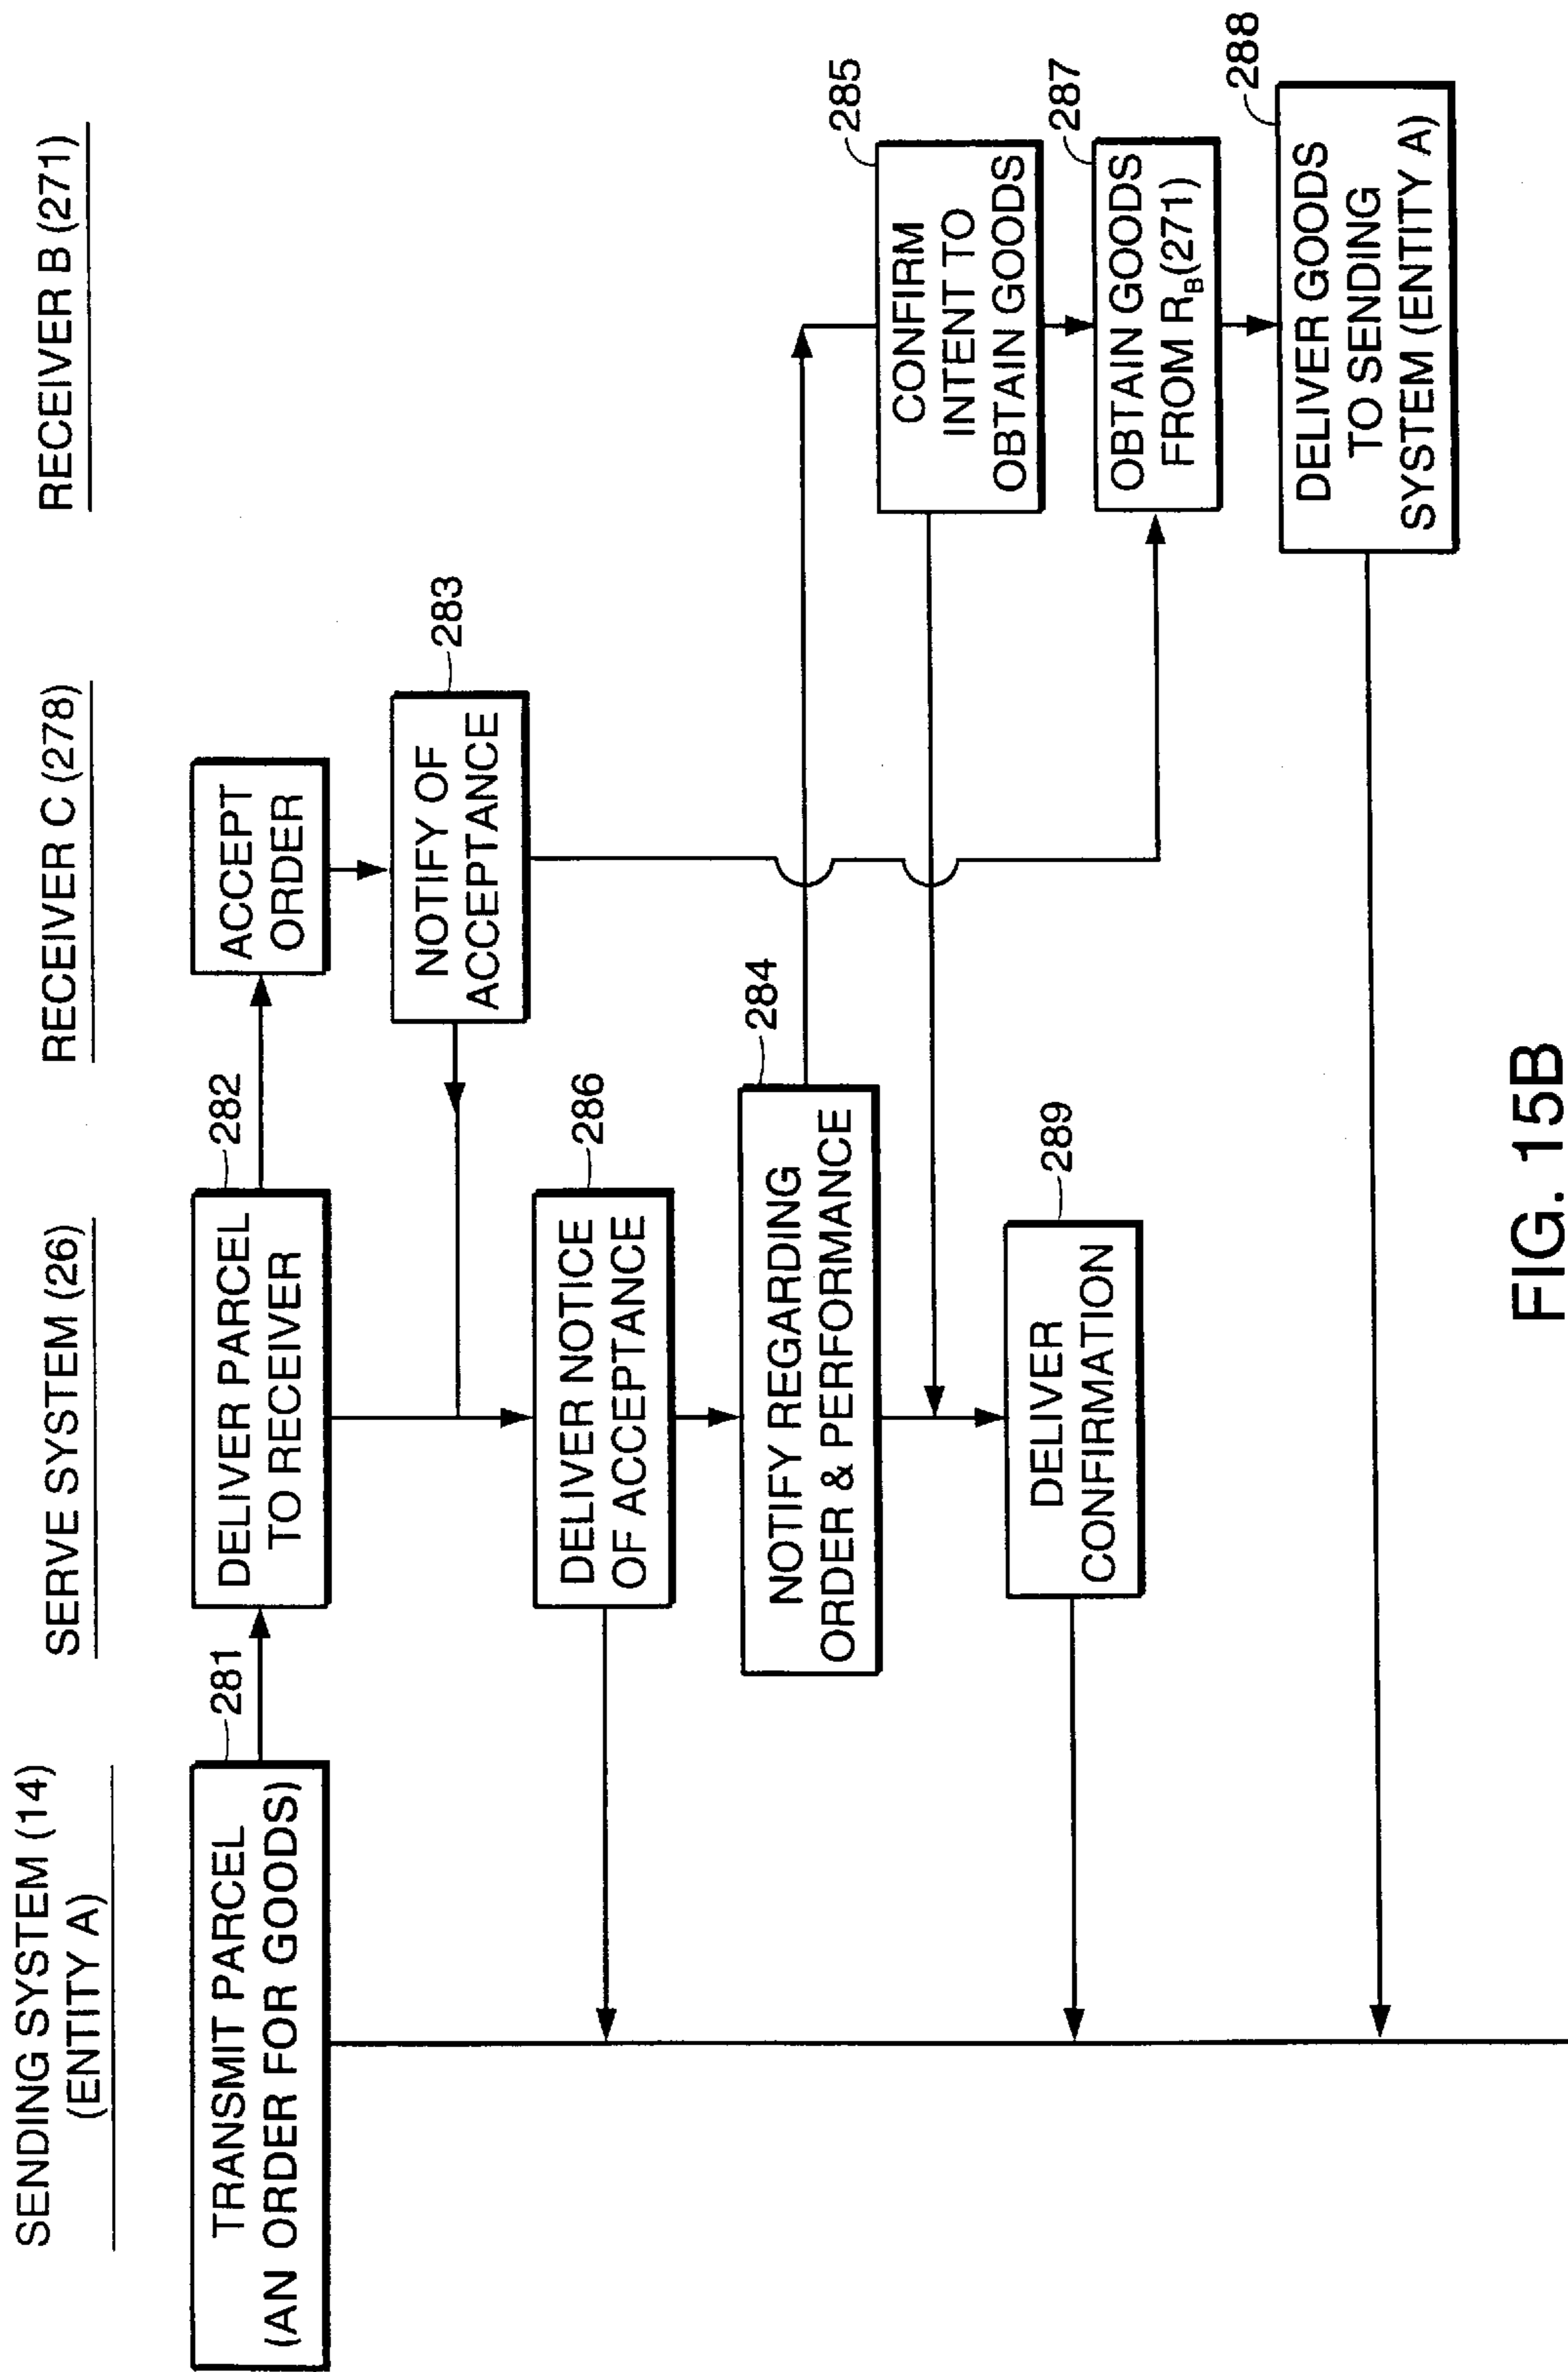 SENDING SYSTEM (14)
(ENTITY A)
SERVE SYSTEM (26)
RECEIVER C (278)
RECEIVER B (271)
281
TRANSMIT PARCEL
(AN ORDER FOR GOODS)
282
DELIVER PARCEL
TO RECEIVER
ACCEPT
ORDER
283
NOTIFY OF
ACCEPTANCE
286
DELIVER NOTICE
OF ACCEPTANCE
284
NOTIFY REGARDING
ORDER & PERFORMANCE
285
CONFIRM
INTENT TO
OBTAIN GOODS
289
DELIVER
CONFIRMATION
287
OBTAIN GOODS
FROM RB(271)
288
DELIVER GOODS
TO SENDING
SYSTEM (ENTITY A)
FIG. 15B